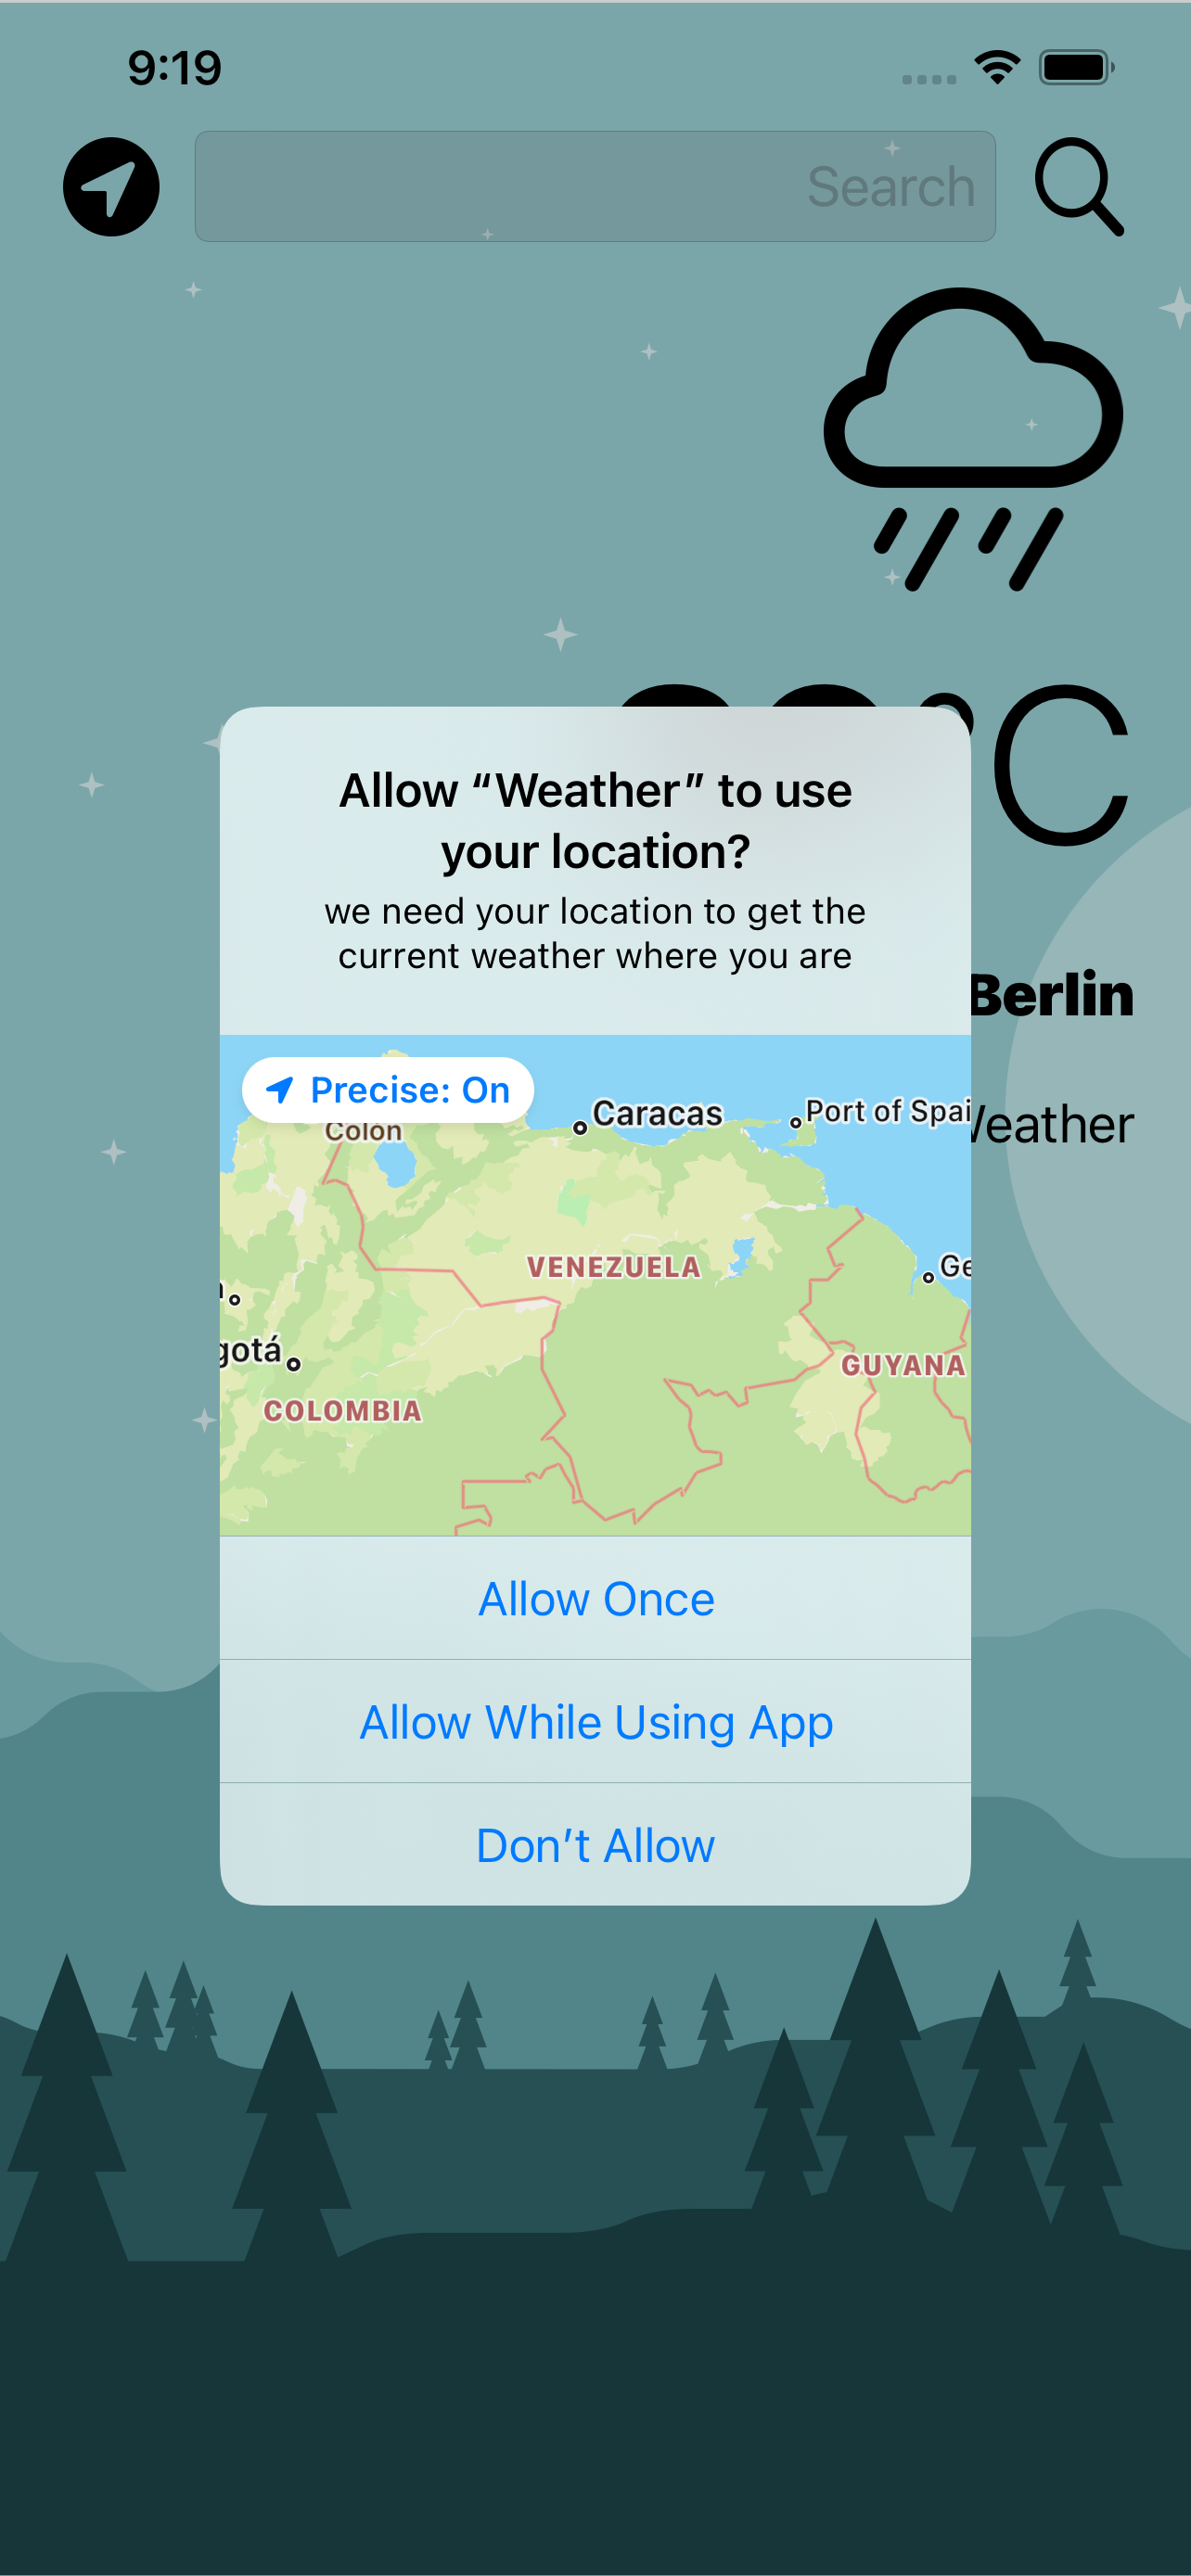 9:19
Search
°C
Allow “Weather” to use
your location?
we need your location to get the
current weather where you are
Berlin
Precise: On
Caracas
Port of Spai
Colón
eather
VENEZUELA
Ge
gotá
GUYANA
COLOMBIA
Allow Once
Allow While Using App
Don’t Allow